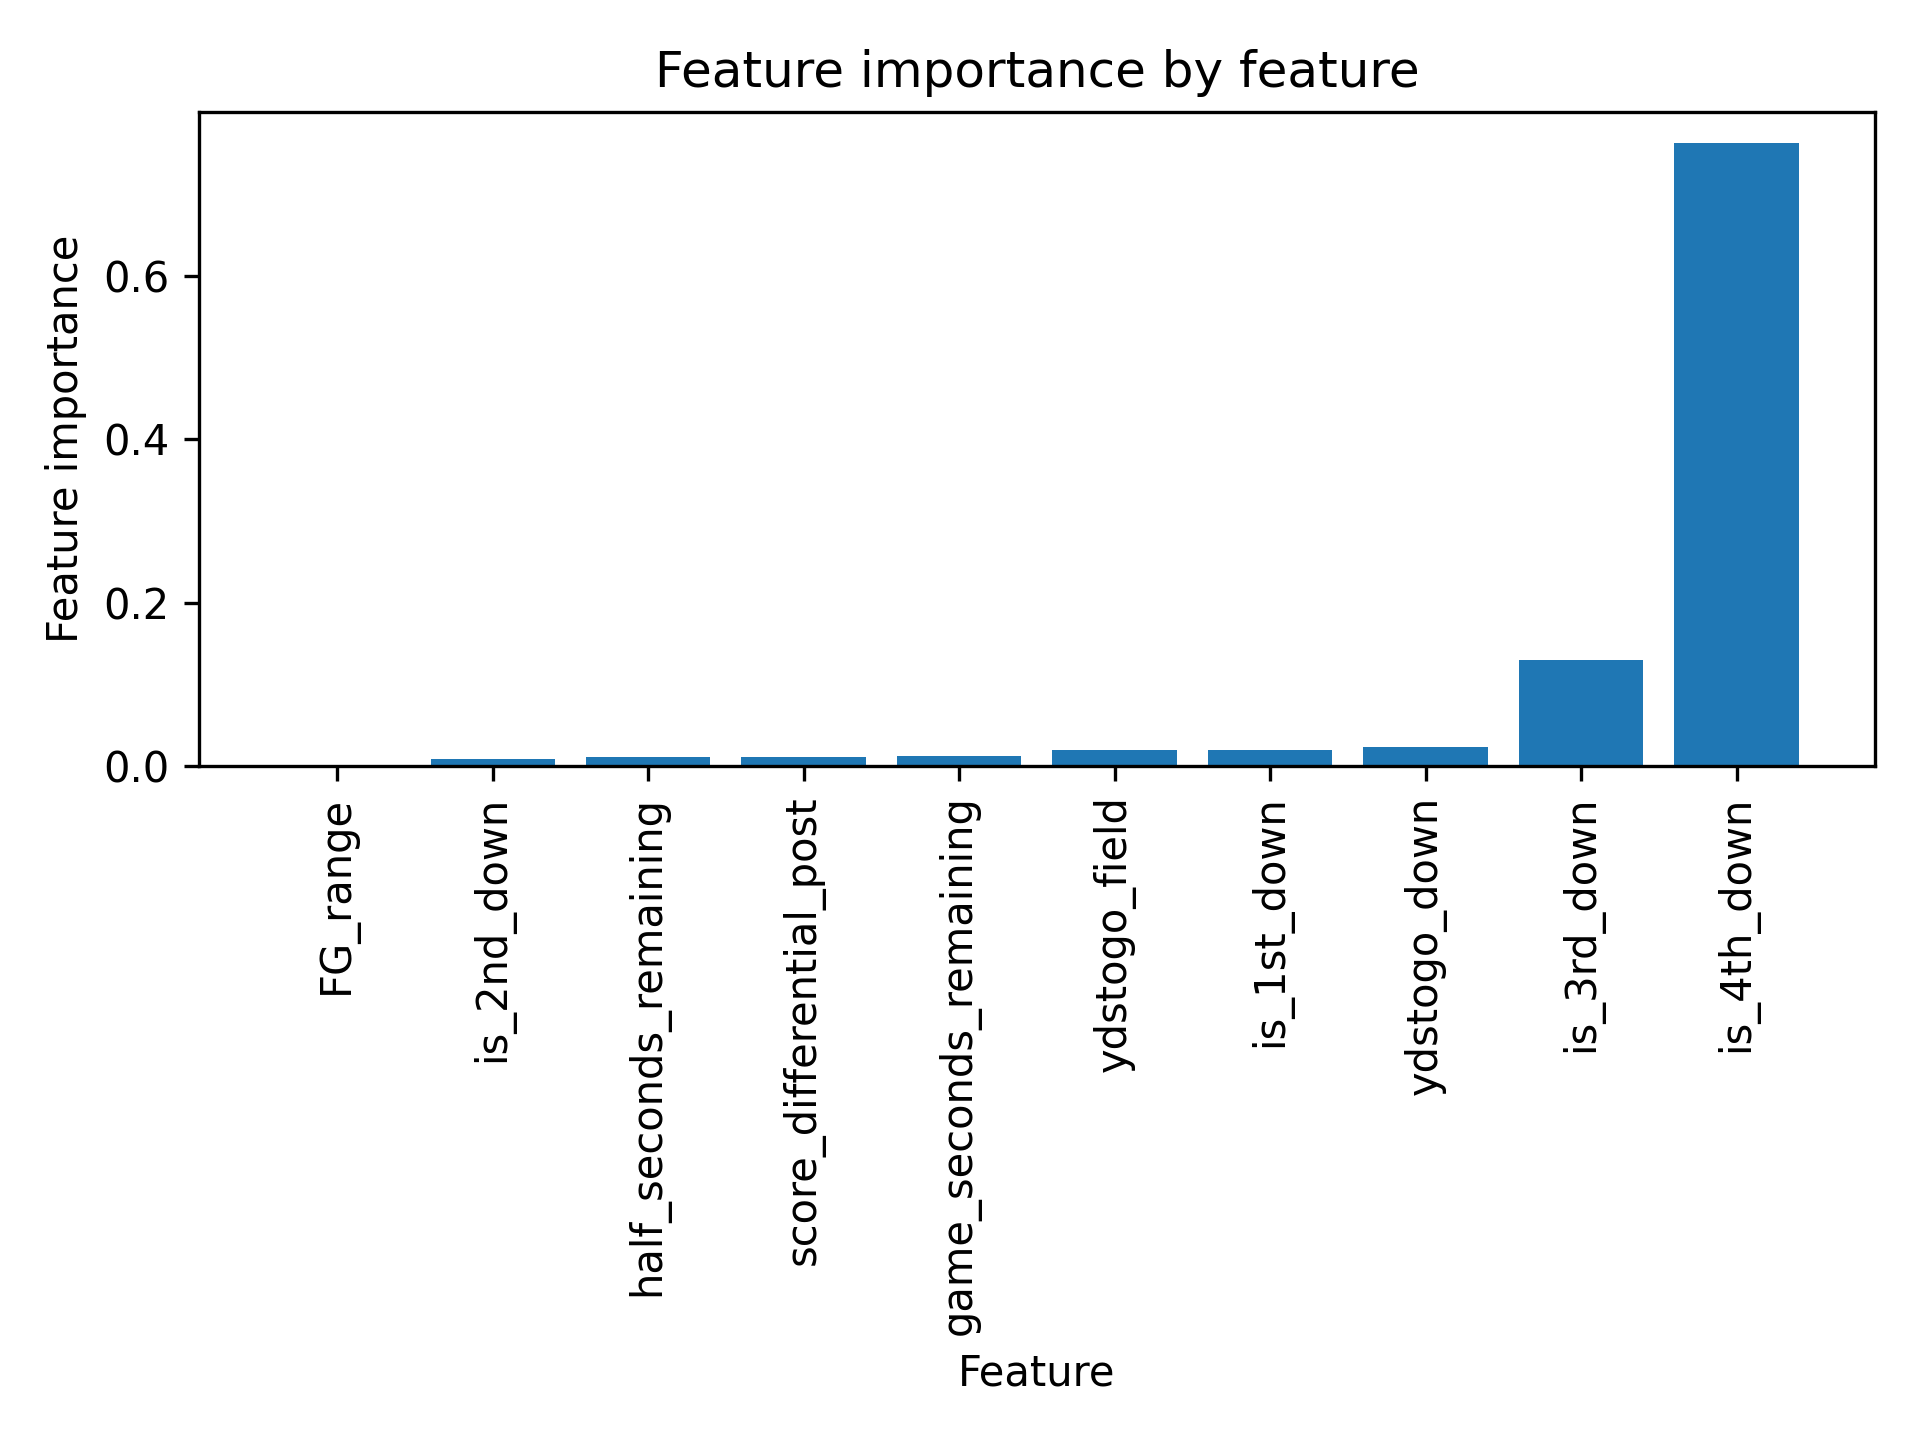 Feature importance by feature
Feature importance
0.6
0.4
0.2
0.0
FG_range
is_2nd_down
half_seconds_remaining
score_differential_post
game_seconds_remaining
ydstogo_field
is_1st_down
ydstogo_down
is_3rd_down
is_4th_down
Feature